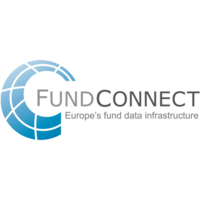 FUNDCONNECT
Europe's fund data infrastructure